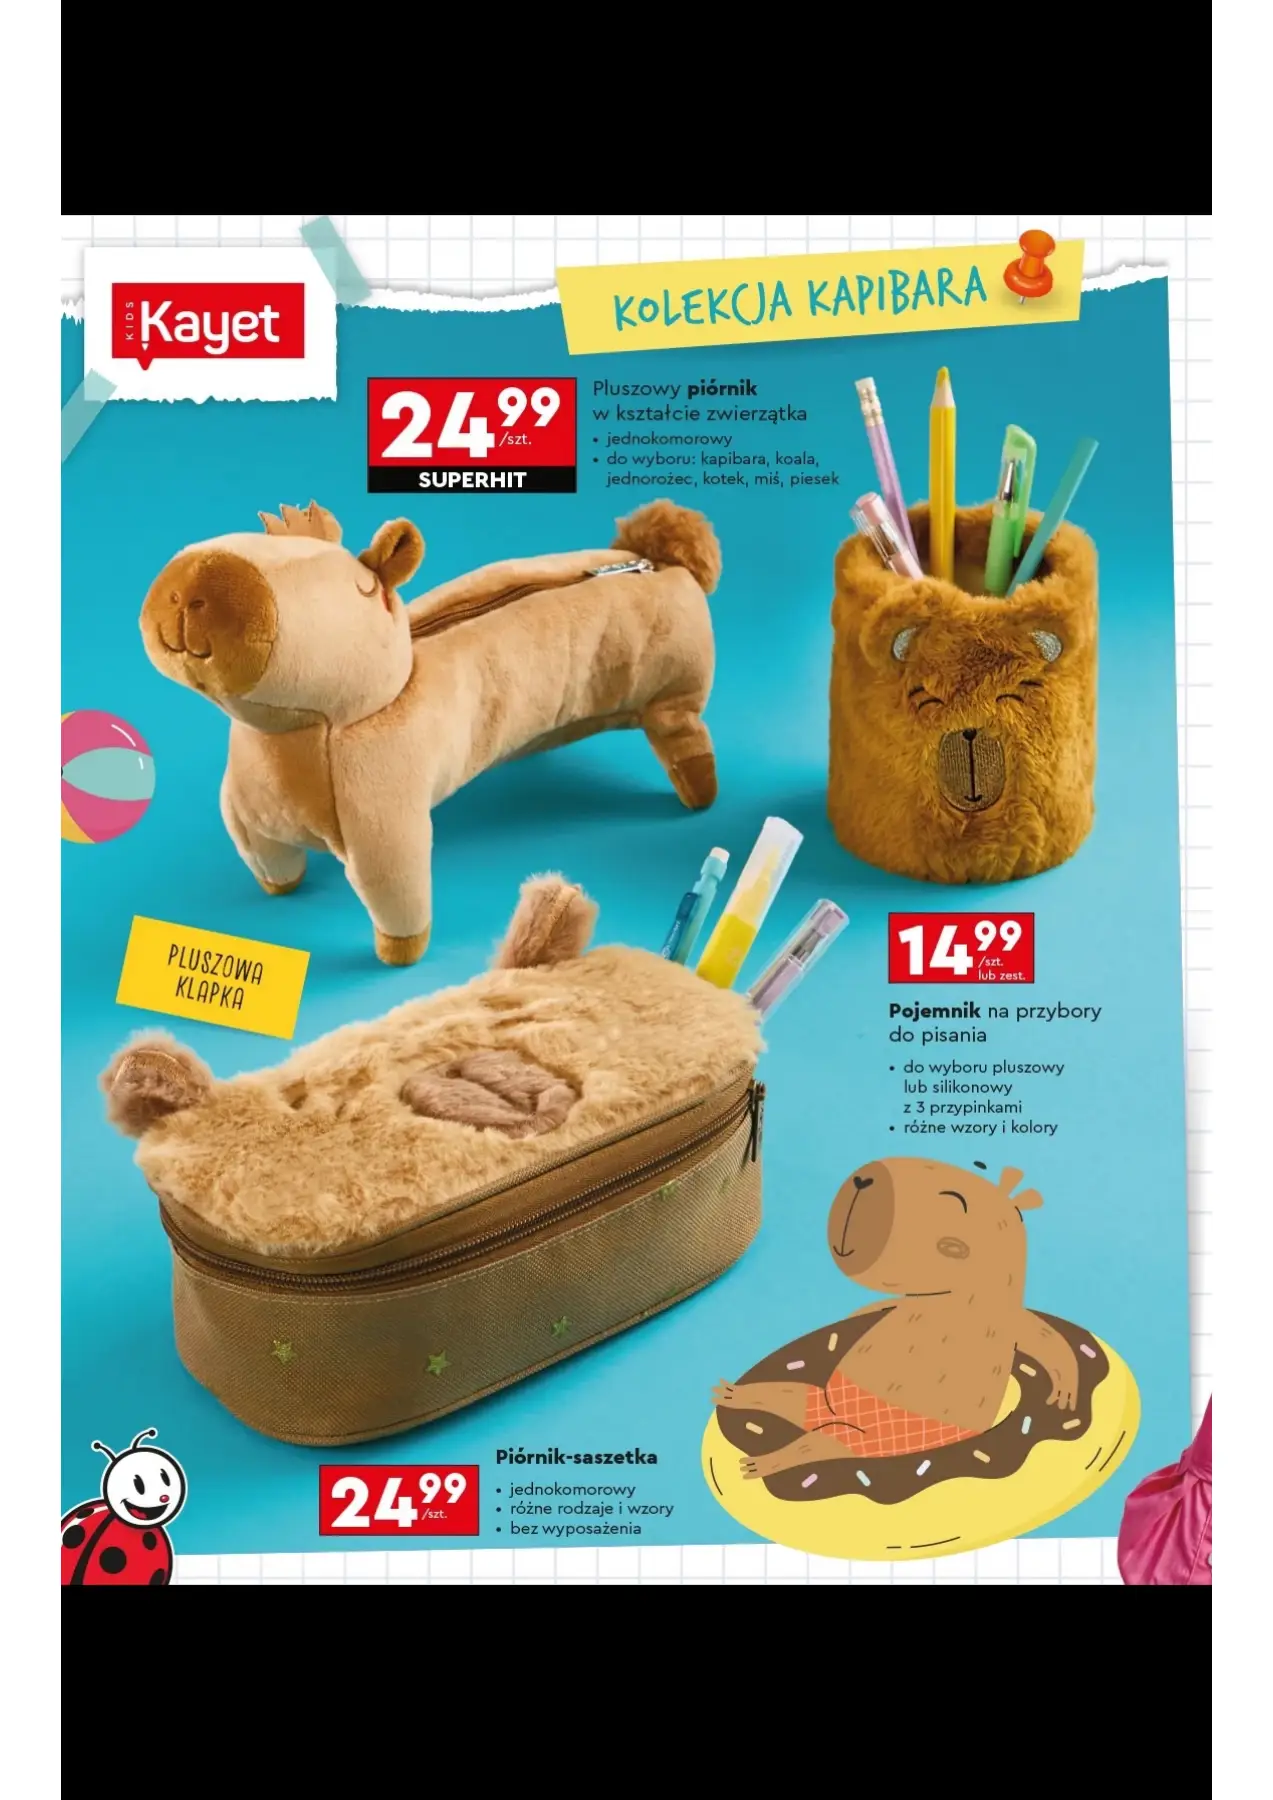 KIDS
Kayet
KOLEKCJA KAPIBARA
24 99
/szt.
SUPERHIT
Pluszowy piórnik
w kształcie zwierzątka
• jednokomorowy
• do wyboru: kapibara, koala,
jednorożec, kotek, miś, piesek
PLUSZOWA
KLAPKA
14 99
/szt.
lub zest.
Pojemnik na przybory
do pisania
• do wyboru pluszowy
lub silikonowy
z 3 przypinkami
• różne wzory i kolory
24 99
/szt.
Piórnik-saszetka
• jednokomorowy
• różne rodzaje i wzory
• bez wyposażenia